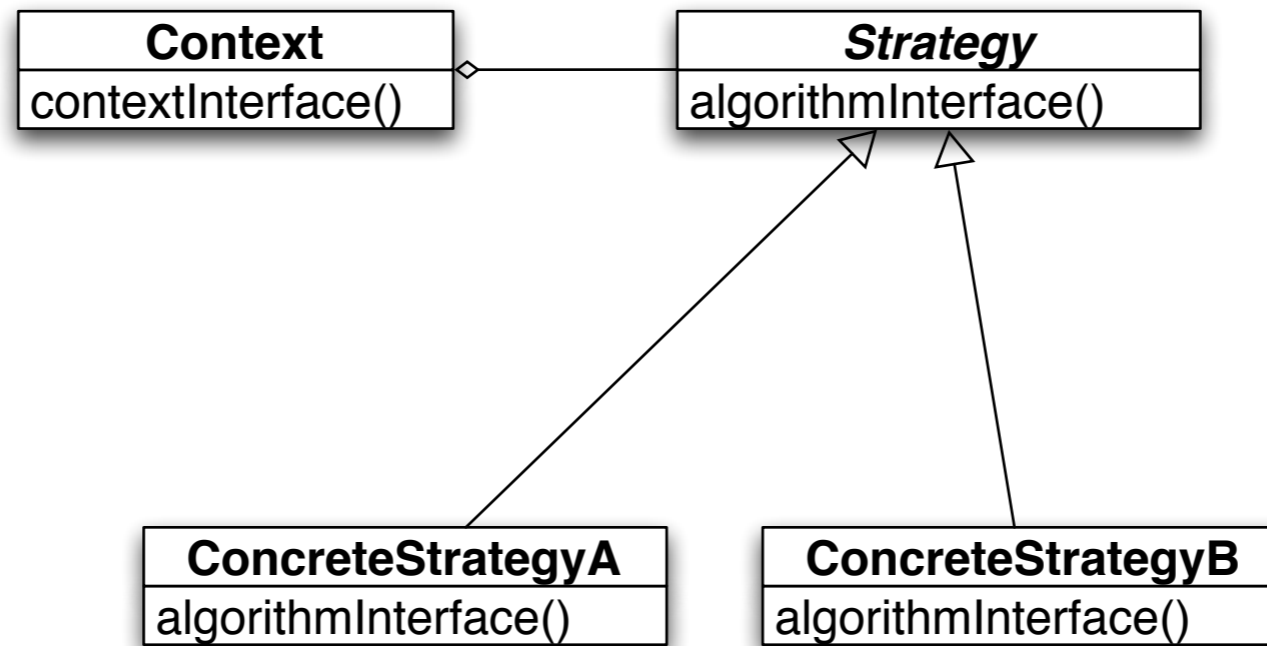 Context
contextInterface()
Strategy
algorithmInterface()
ConcreteStrategyA
algorithmInterface()
ConcreteStrategyB
algorithmInterface()